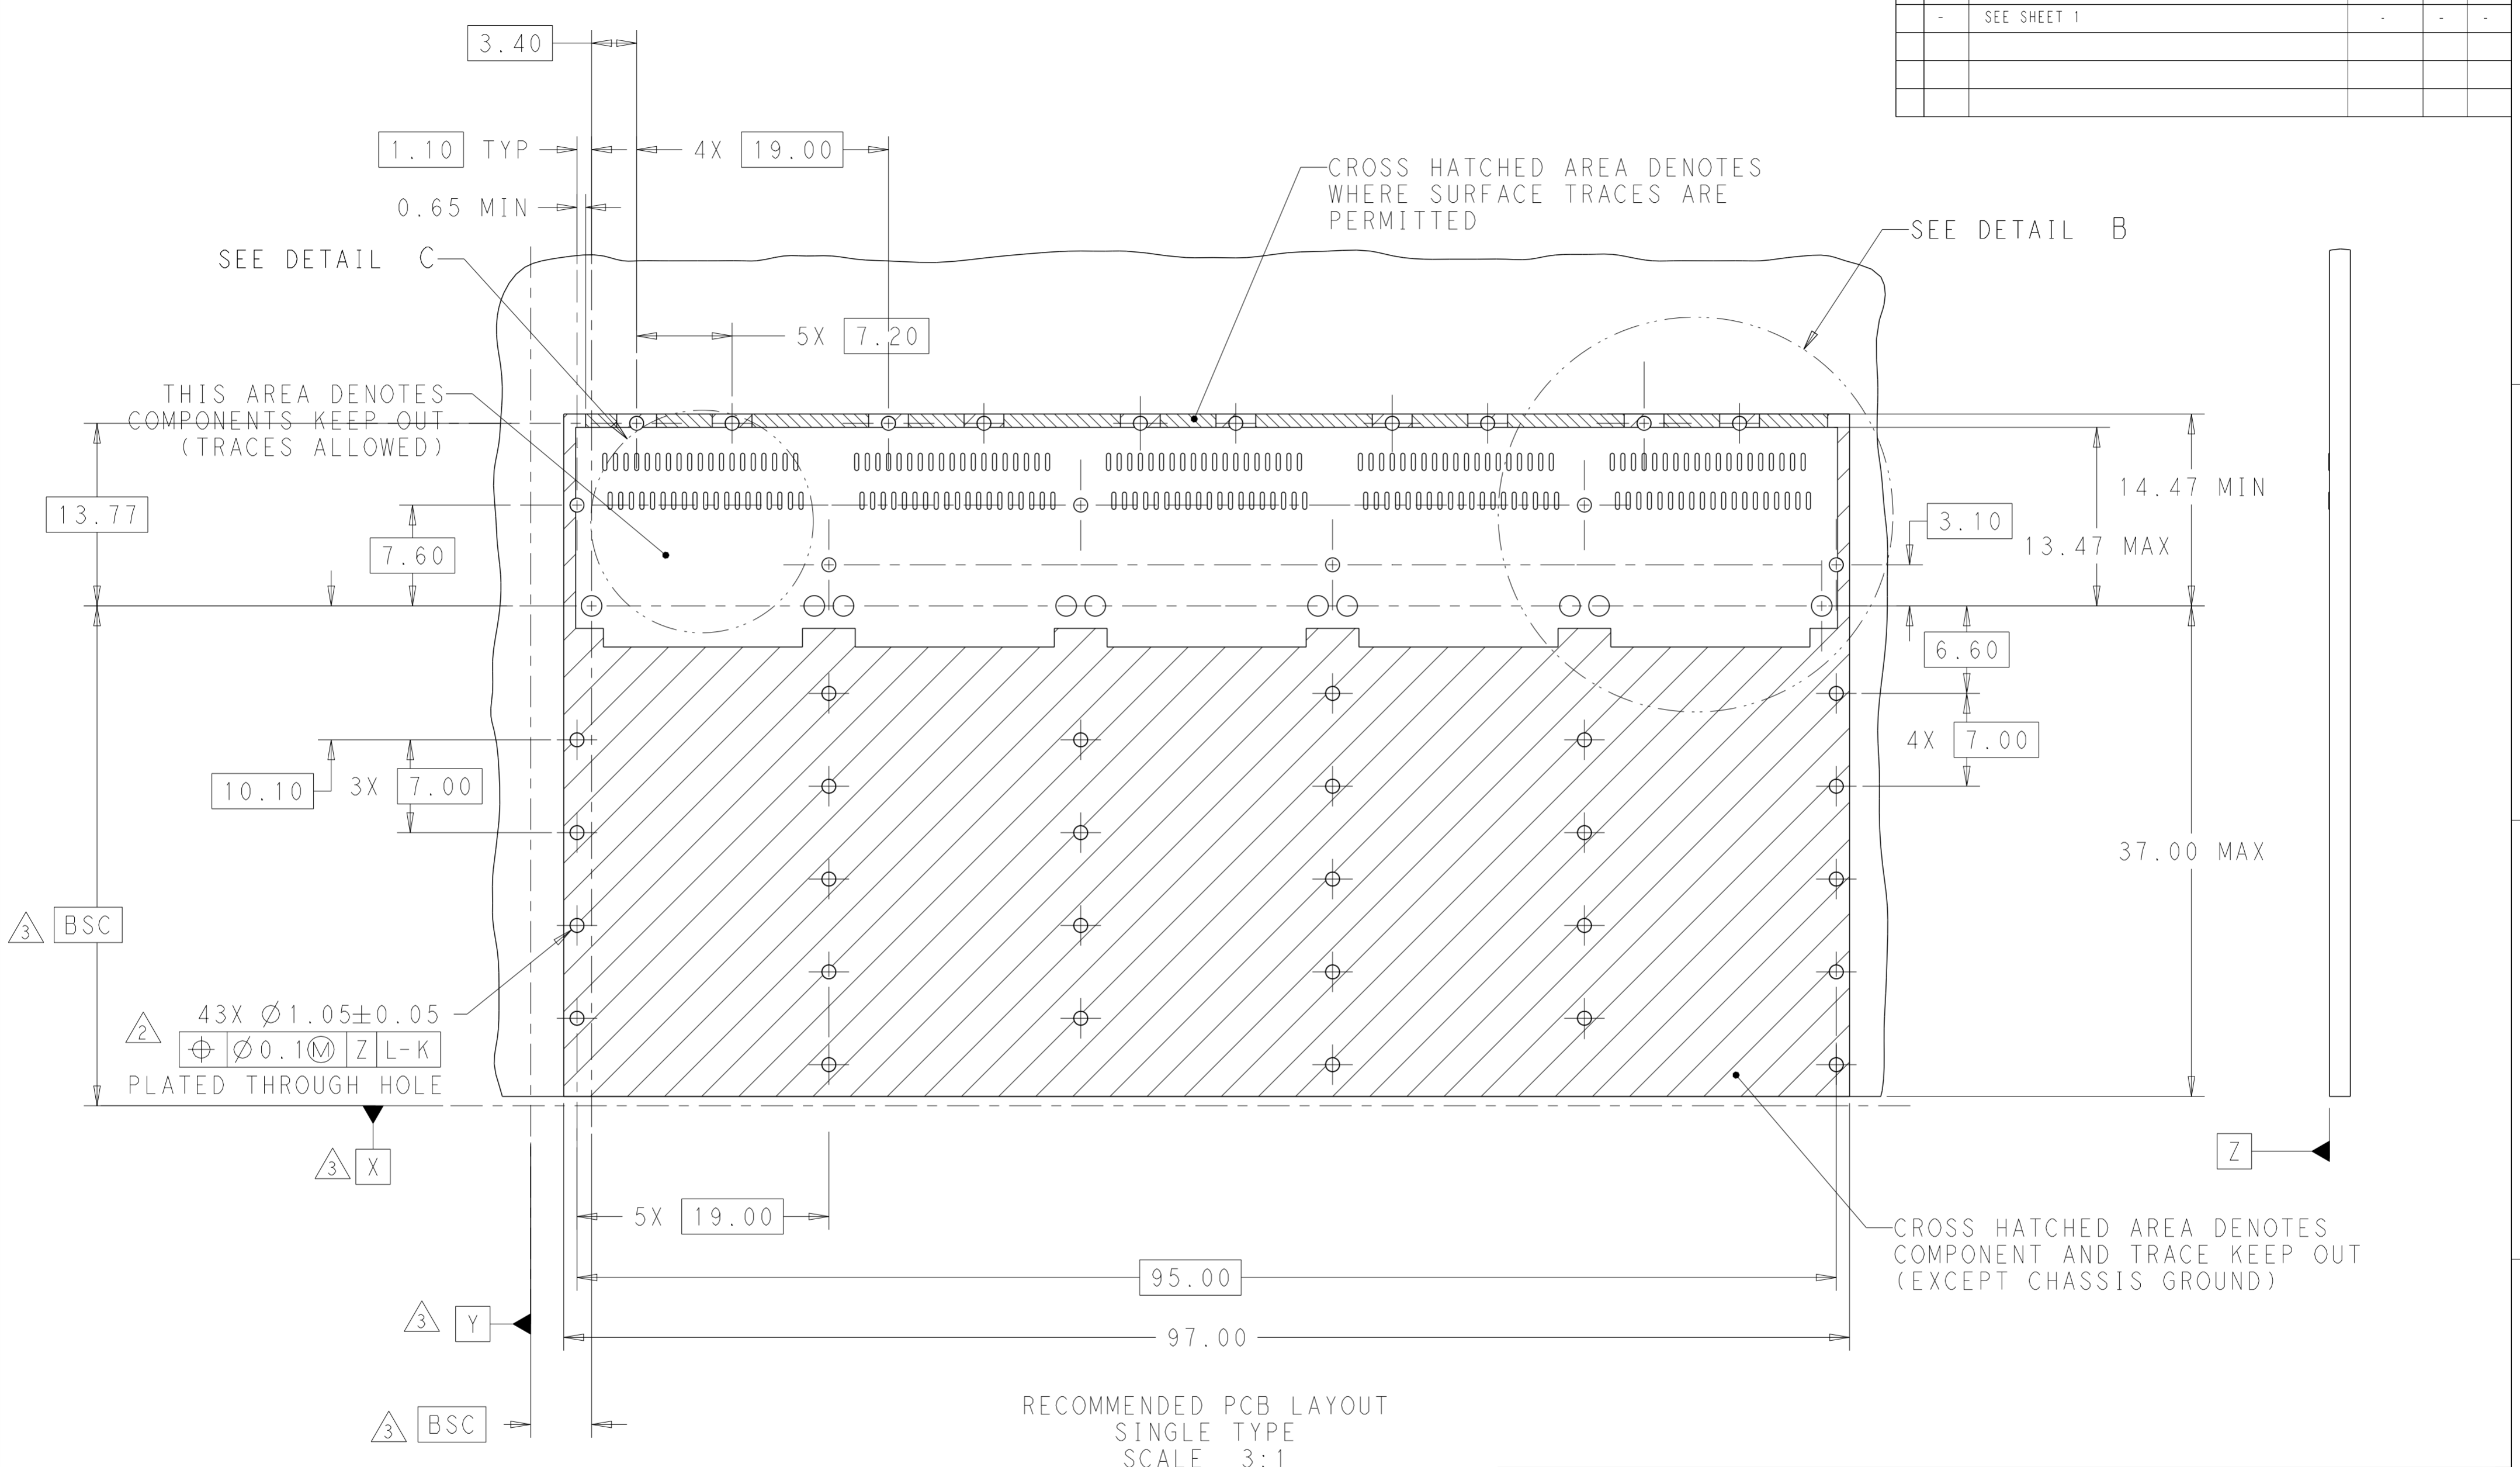 - SEE SHEET 1 - - -
3.40
1.10 TYP
4X 19.00
0.65 MIN
CROSS HATCHED AREA DENOTES
WHERE SURFACE TRACES ARE
PERMITTED
SEE DETAIL B
SEE DETAIL C
5X 7.20
THIS AREA DENOTES
COMPONENTS KEEP OUT
(TRACES ALLOWED)
13.77
7.60
14.47 MIN
3.10
13.47 MAX
6.60
4X 7.00
10.10
3X 7.00
37.00 MAX
3 BSC
43X Ø1.05±0.05
2 ⌖ Ø0.1Ⓜ Z L-K
PLATED THROUGH HOLE
3 X
Z
5X 19.00
CROSS HATCHED AREA DENOTES
COMPONENT AND TRACE KEEP OUT
(EXCEPT CHASSIS GROUND)
95.00
3 Y
97.00
3 BSC
RECOMMENDED PCB LAYOUT
SINGLE TYPE
SCALE 3:1